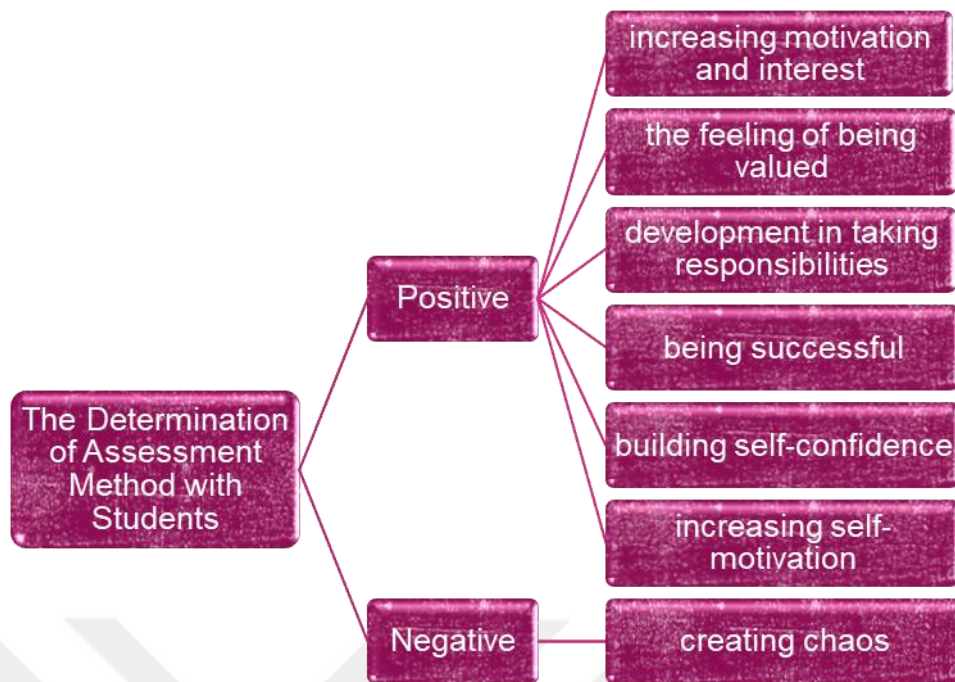 The Determination
of Assessment
Method with
Students
Positive
increasing motivation
and interest
the feeling of being
valued
development in taking
responsibilities
being successful
building self-confidence
increasing self-
motivation
Negative
creating chaos